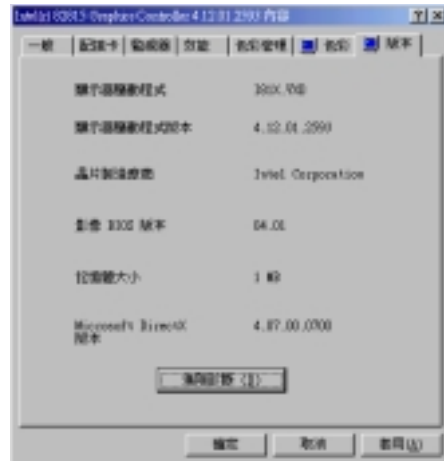 Intel(r) 82815 Graphics Controller 4.12.01.2593 內容
一般 配接卡 監視器 效能 色彩管理 色彩 版本
顯示器驅動程式 I81X.VXD
顯示器驅動程式版本 4.12.01.2593
晶片製造廠商 Intel Corporation
影像 BIOS 版本 04.01
記憶體大小 1 MB
Microsoft DirectX 4.07.00.0700
版本
確定 取消 套用(A)